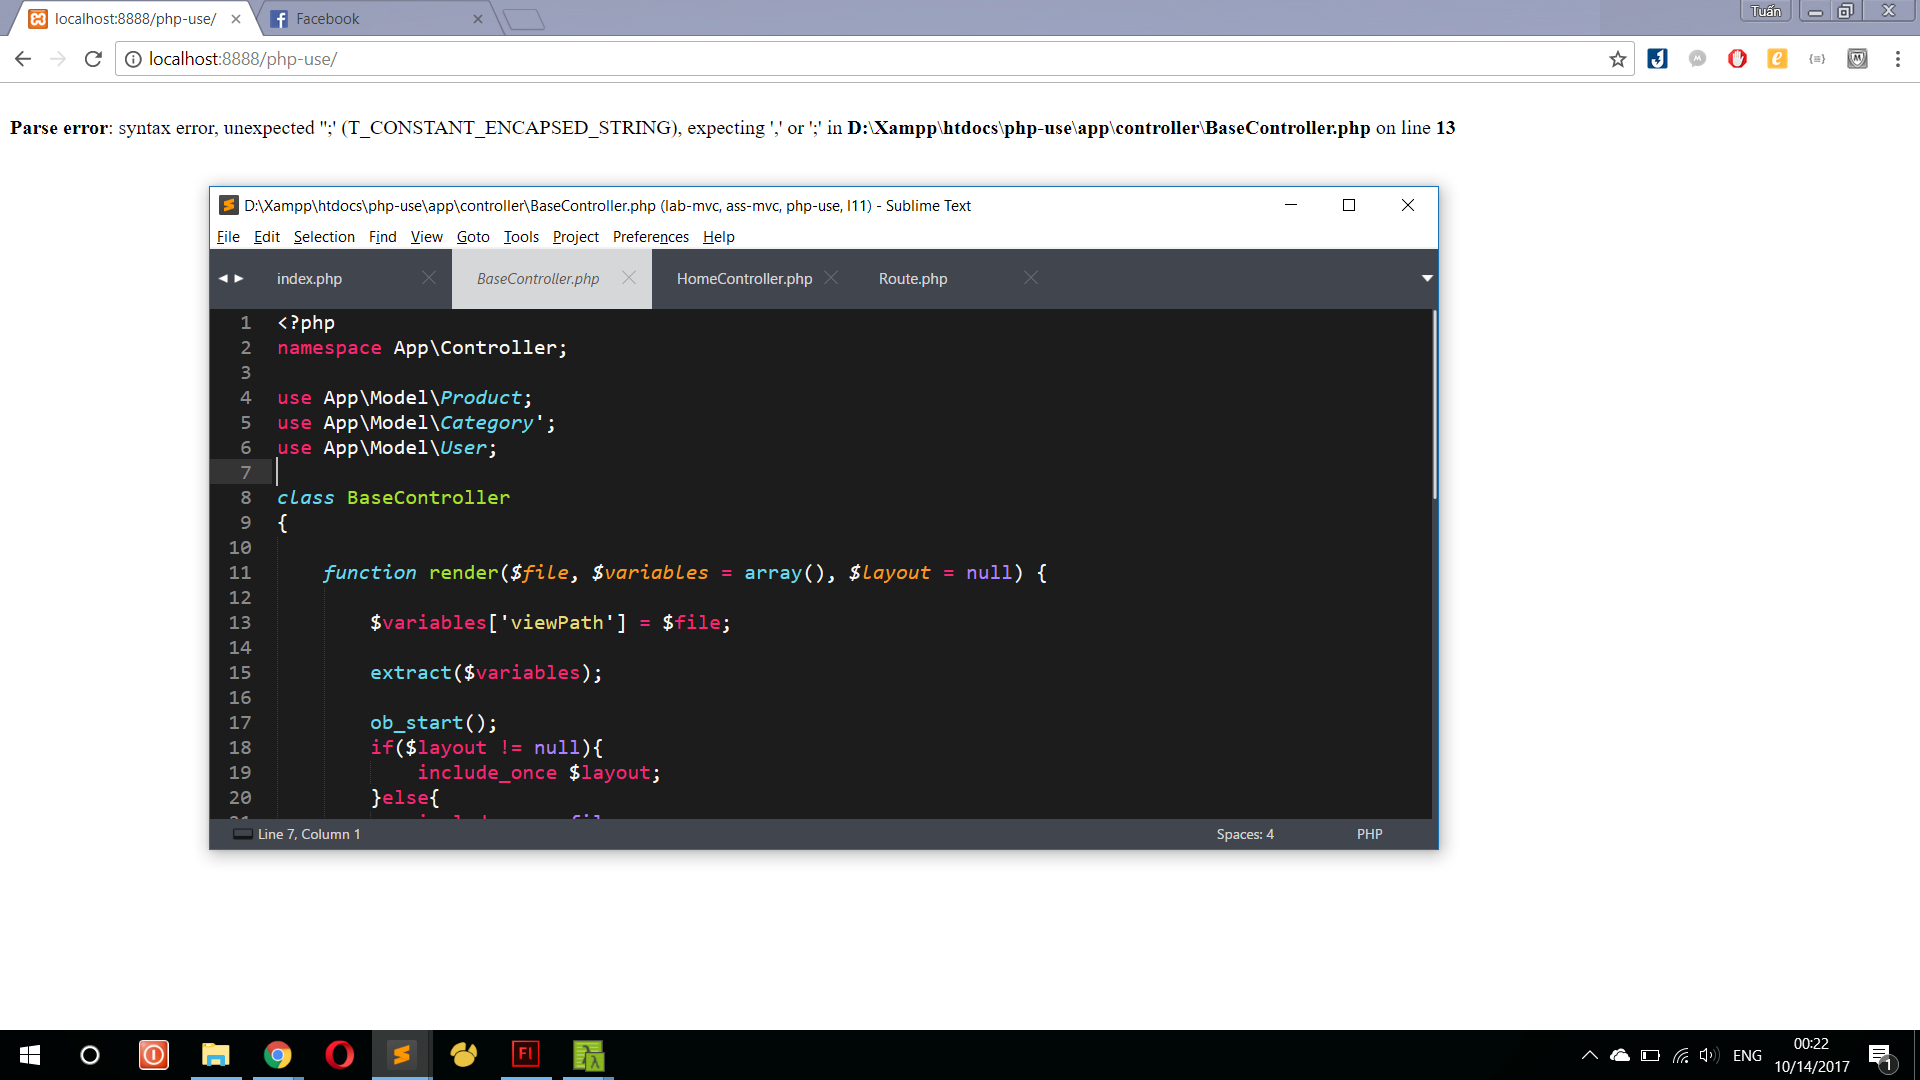 localhost:8888/php-use/
Facebook
Tuấn
localhost:8888/php-use/
Parse error: syntax error, unexpected '';' (T_CONSTANT_ENCAPSED_STRING), expecting ',' or ';' in D:\Xampp\htdocs\php-use\app\controller\BaseController.php on line 13
D:\Xampp\htdocs\php-use\app\controller\BaseController.php (lab-mvc, ass-mvc, php-use, l11) - Sublime Text
File Edit Selection Find View Goto Tools Project Preferences Help
index.php BaseController.php HomeController.php Route.php
1 <?php
2 namespace App\Controller;
3
4 use App\Model\Product;
5 use App\Model\Category';
6 use App\Model\User;
7
8 class BaseController
9 {
10
11 function render($file, $variables = array(), $layout = null) {
12
13 $variables['viewPath'] = $file;
14
15 extract($variables);
16
17 ob_start();
18 if($layout != null){
19 include_once $layout;
20 }else{
Line 7, Column 1
Spaces: 4
PHP
ENG
00:22
10/14/2017
1